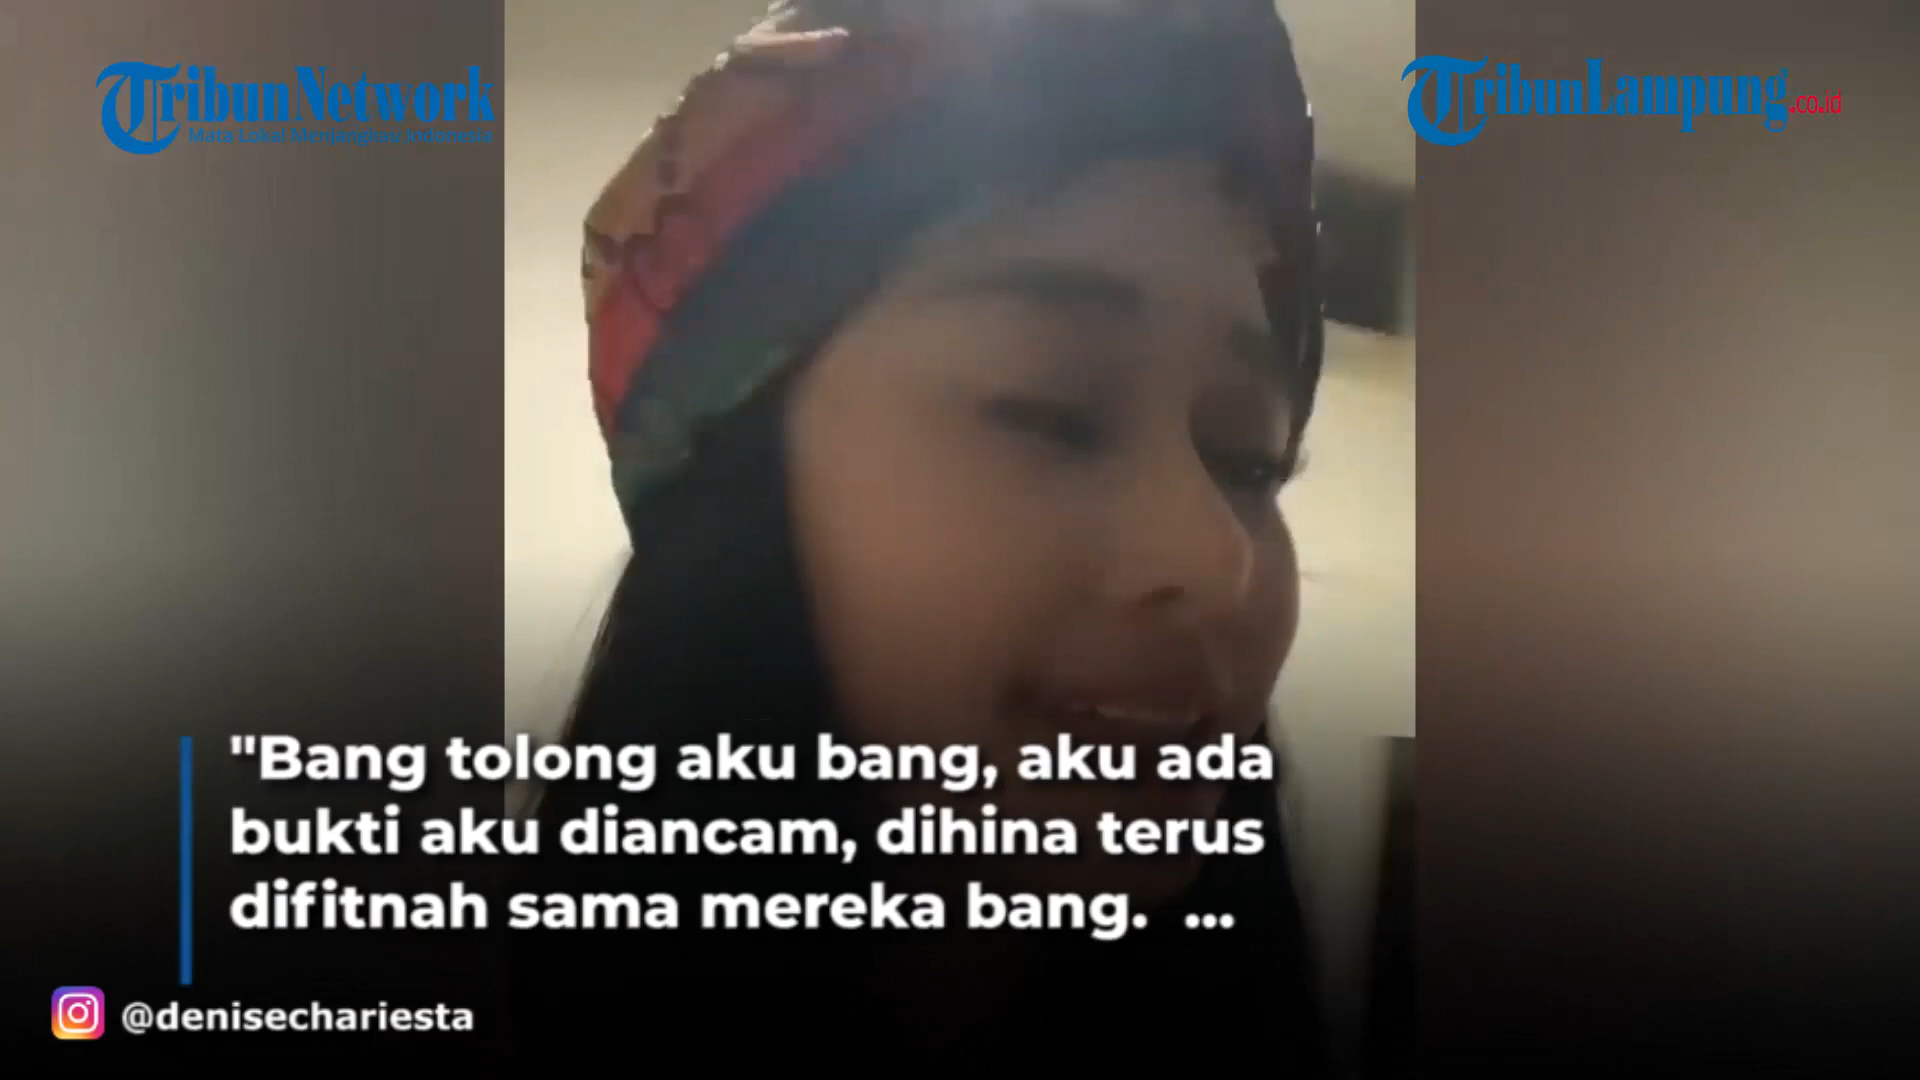 TribunNetwork
Mata Lokal Menjangkau Indonesia
TribunLampung.co.id
"Bang tolong aku bang, aku ada
bukti aku diancam, dihina terus
difitnah sama mereka bang. ...
@denisechariesta